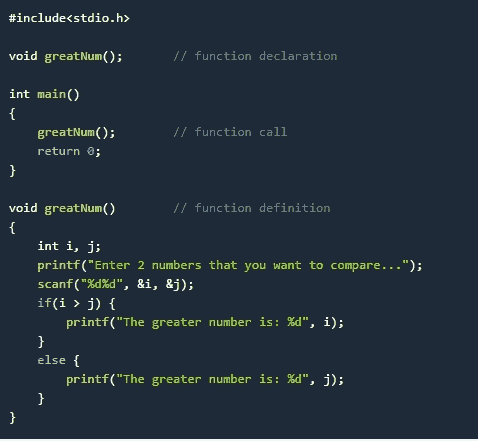 #include<stdio.h>
void greatNum();       // function declaration
int main()
{
    greatNum();        // function call
    return 0;
}
void greatNum()        // function definition
{
    int i, j;
    printf("Enter 2 numbers that you want to compare...");
    scanf("%d%d", &i, &j);
    if(i > j) {
        printf("The greater number is: %d", i);
    }
    else {
        printf("The greater number is: %d", j);
    }
}